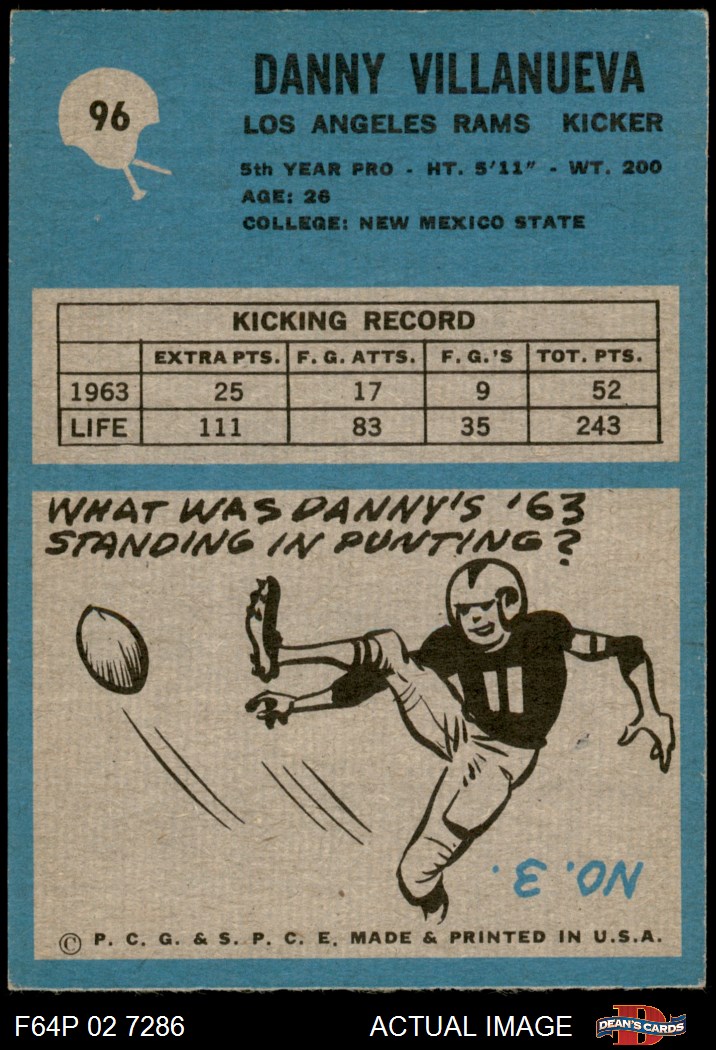 96
DANNY VILLANUEVA
LOS ANGELES RAMS KICKER
5th YEAR PRO - HT. 5'11" - WT. 200
AGE: 26
COLLEGE: NEW MEXICO STATE
KICKING RECORD
EXTRA PTS. F. G. ATTS. F. G.'S TOT. PTS.
1963 25 17 9 52
LIFE 111 83 35 243
WHAT WAS DANNY'S '63
STANDING IN PUNTING?
11
NO. 3.
© P. C. G. & S. P. C. E. MADE & PRINTED IN U.S.A.
F64P 02 7286 ACTUAL IMAGE D DEAN'S CARDS